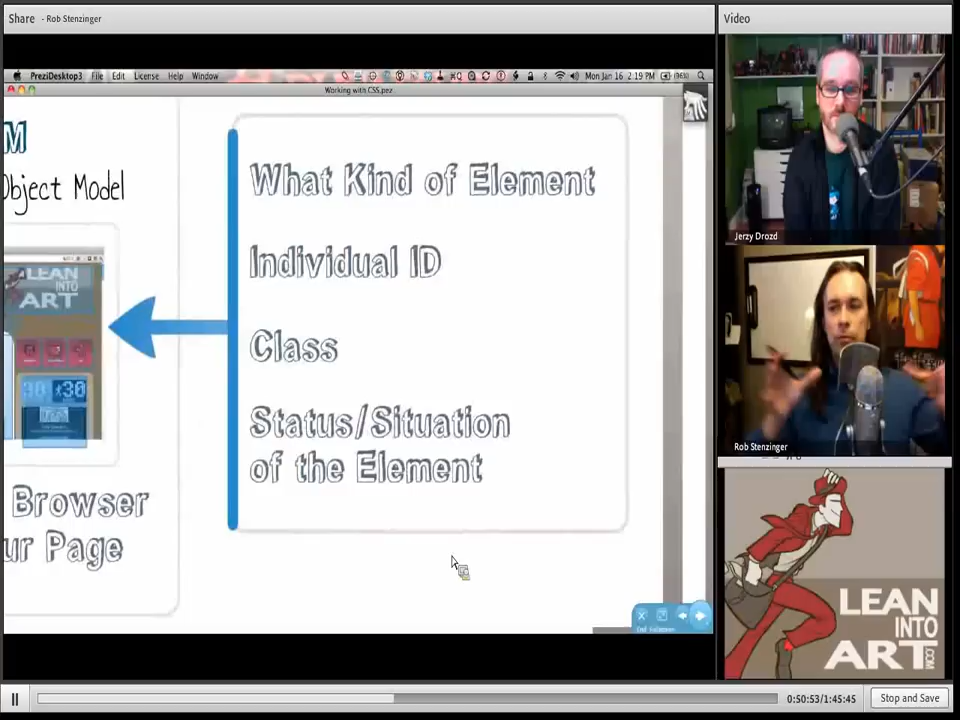 Share - Rob Stenzinger
Video
PreziDesktop3 File Edit License Help Window
Mon Jan 16 2:19 PM (96%)
Working with CSS.pez
M
Object Model
LEAN
INTO
ART
30 x30
Browser
ur Page
What Kind of Element
Individual ID
Class
Status/Situation
of the Element
Jerzy Drozd
Rob Stenzinger
LEAN
INTO
ART.COM
0:50:53/1:45:45
Stop and Save